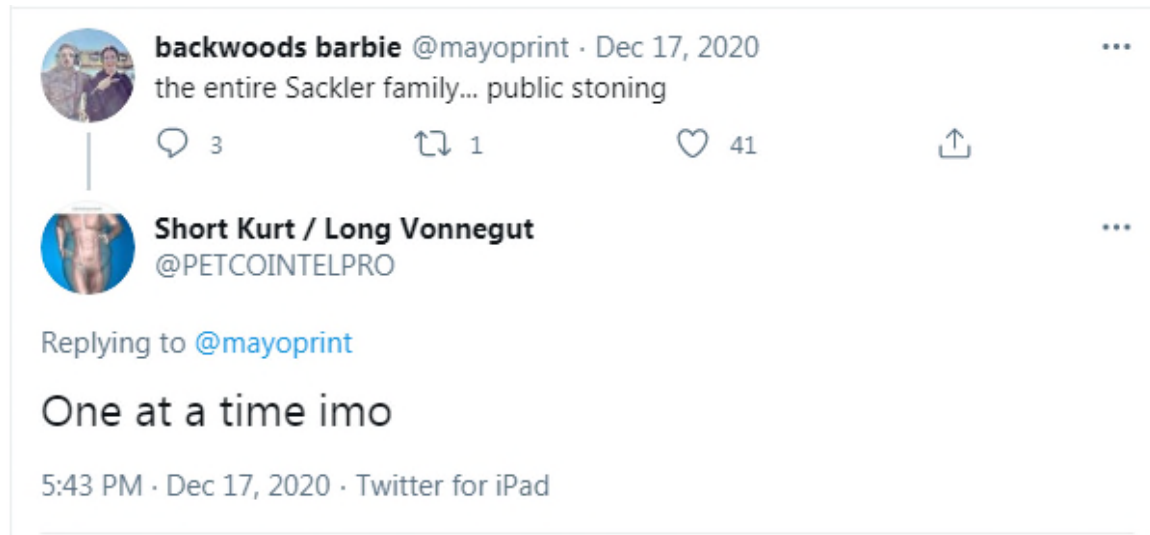 backwoods barbie @mayoprint · Dec 17, 2020
the entire Sackler family... public stoning
3 1 41
Short Kurt / Long Vonnegut
@PETCOINTELPRO
Replying to @mayoprint
One at a time imo
5:43 PM · Dec 17, 2020 · Twitter for iPad